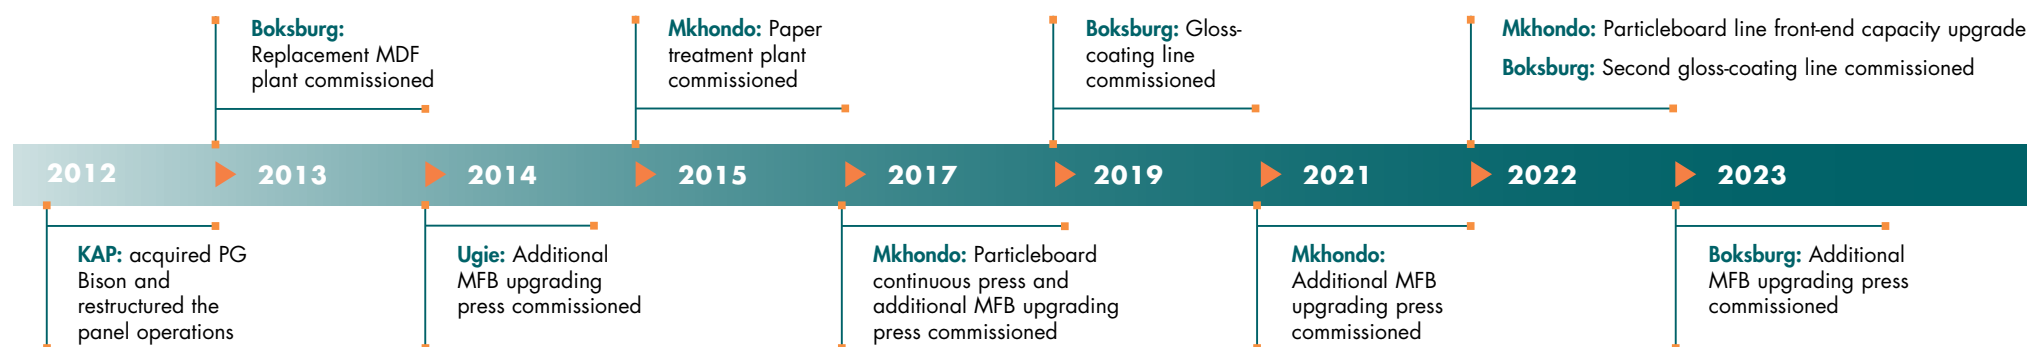 Boksburg:
Replacement MDF
plant commissioned
Mkhondo: Paper
treatment plant
commissioned
Boksburg: Gloss-
coating line
commissioned
Mkhondo: Particleboard line front-end capacity upgrade
Boksburg: Second gloss-coating line commissioned
2012
2013
2014
2015
2017
2019
2021
2022
2023
KAP: acquired PG
Bison and
restructured the
panel operations
Ugie: Additional
MFB upgrading
press commissioned
Mkhondo: Particleboard
continuous press and
additional MFB upgrading
press commissioned
Mkhondo:
Additional MFB
upgrading press
commissioned
Boksburg: Additional
MFB upgrading press
commissioned